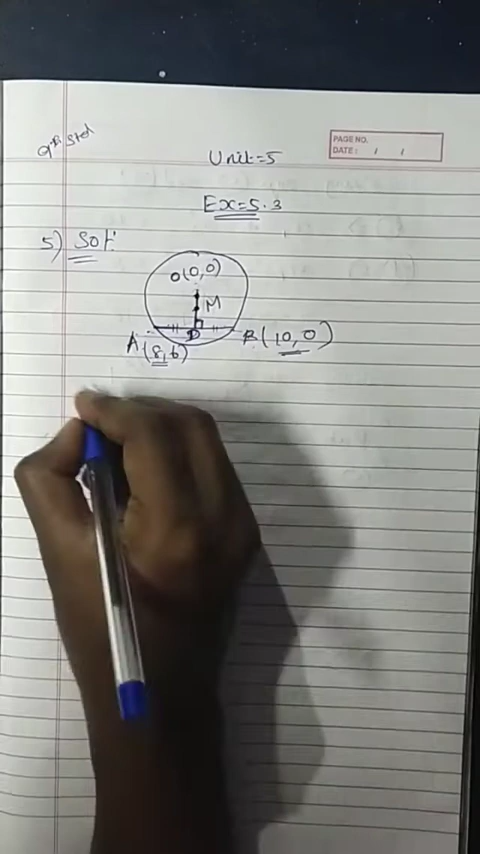 9th Std
PAGE NO.
DATE: / /
Unit=5
Ex=5.3
5) Sol:
O(0,0)
M
D
A(8,6)
B(10,0)